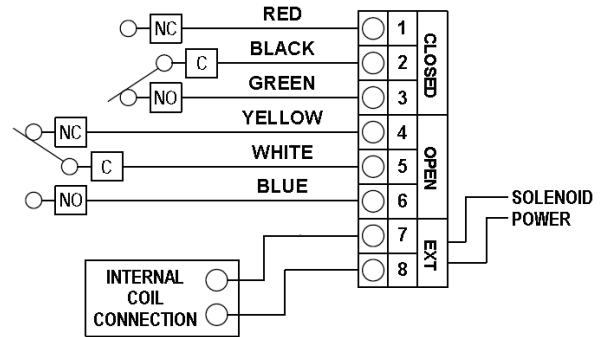 RED
NC
1
BLACK
C
2
GREEN
NO
3
CLOSED
YELLOW
NC
4
WHITE
C
5
BLUE
NO
6
OPEN
7
8
EXT
SOLENOID
POWER
INTERNAL
COIL
CONNECTION